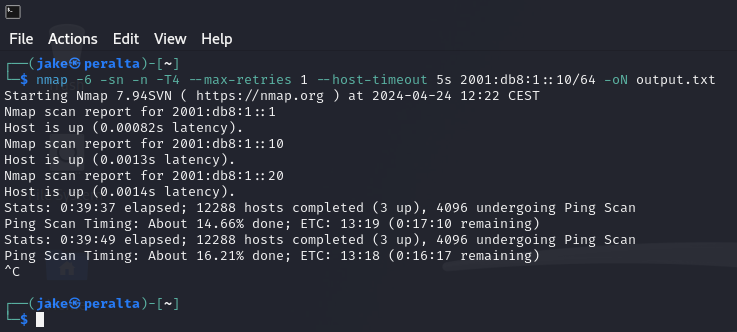 File Actions Edit View Help
┌──(jake㉿peralta)-[~]
└─$ nmap -6 -sn -n -T4 --max-retries 1 --host-timeout 5s 2001:db8:1::10/64 -oN output.txt
Starting Nmap 7.94SVN ( https://nmap.org ) at 2024-04-24 12:22 CEST
Nmap scan report for 2001:db8:1::1
Host is up (0.00082s latency).
Nmap scan report for 2001:db8:1::10
Host is up (0.0013s latency).
Nmap scan report for 2001:db8:1::20
Host is up (0.0014s latency).
Stats: 0:39:37 elapsed; 12288 hosts completed (3 up), 4096 undergoing Ping Scan
Ping Scan Timing: About 14.66% done; ETC: 13:19 (0:17:10 remaining)
Stats: 0:39:49 elapsed; 12288 hosts completed (3 up), 4096 undergoing Ping Scan
Ping Scan Timing: About 16.21% done; ETC: 13:18 (0:16:17 remaining)
^C
┌──(jake㉿peralta)-[~]
└─$